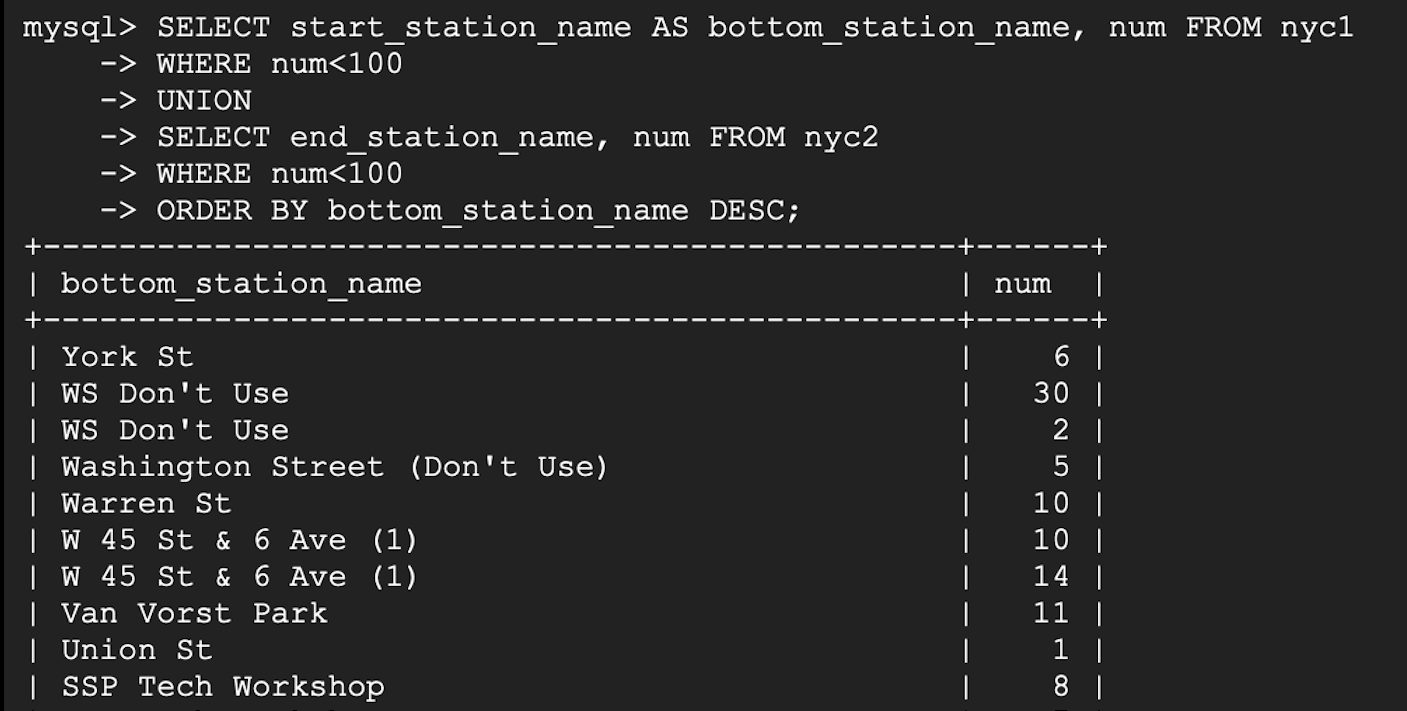 mysql> SELECT start_station_name AS bottom_station_name, num FROM nyc1
    -> WHERE num<100
    -> UNION
    -> SELECT end_station_name, num FROM nyc2
    -> WHERE num<100
    -> ORDER BY bottom_station_name DESC;
+------------------------------------------------+------+
| bottom_station_name                            | num  |
+------------------------------------------------+------+
| York St                                        |    6 |
| WS Don't Use                                   |   30 |
| WS Don't Use                                   |    2 |
| Washington Street (Don't Use)                  |    5 |
| Warren St                                      |   10 |
| W 45 St & 6 Ave (1)                            |   10 |
| W 45 St & 6 Ave (1)                            |   14 |
| Van Vorst Park                                 |   11 |
| Union St                                       |    1 |
| SSP Tech Workshop                              |    8 |